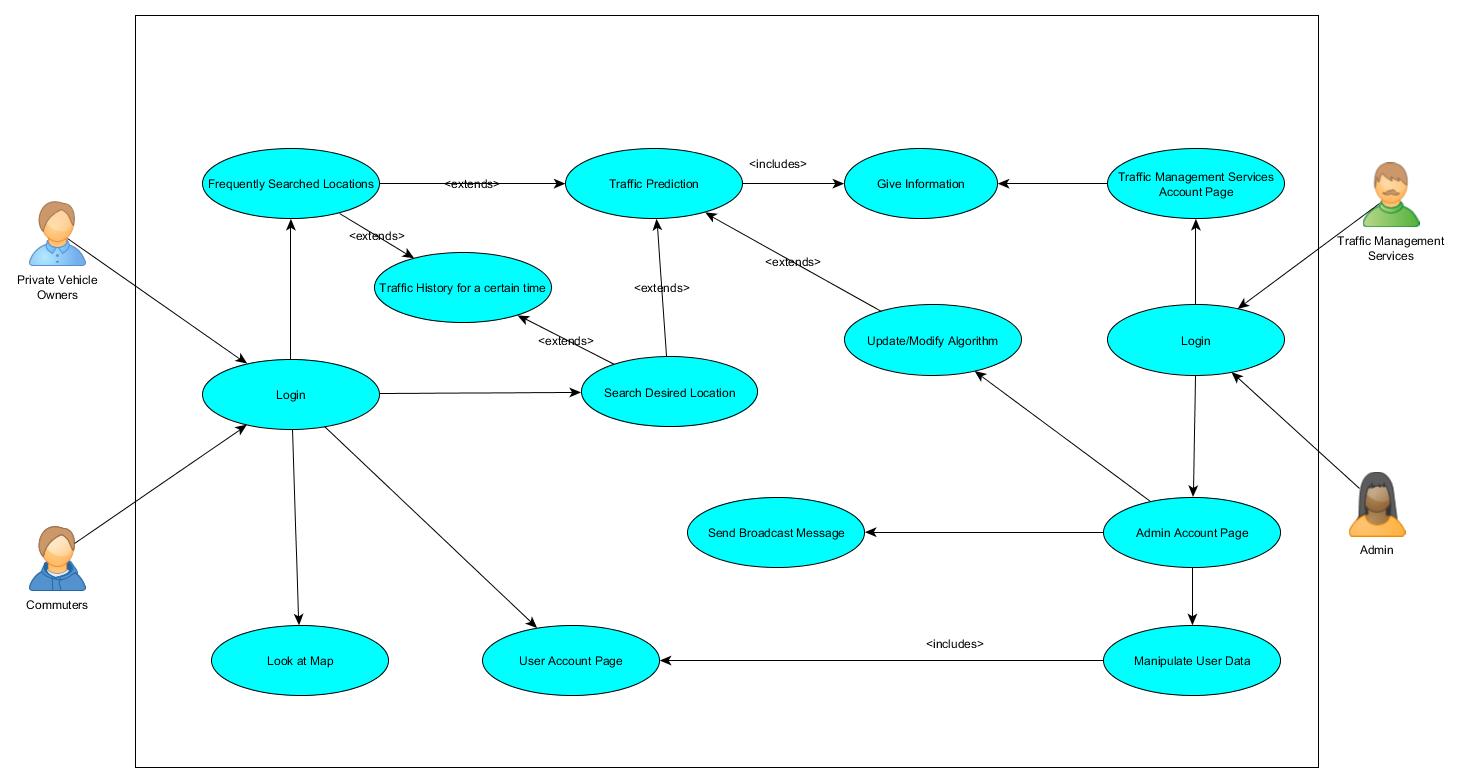 <includes>
Frequently Searched Locations
<extends>
Traffic Prediction
Give Information
Traffic Management Services
Account Page
<extends>
Traffic Management
Services
<extends>
Private Vehicle
Owners
Traffic History for a certain time
<extends>
<extends>
Update/Modify Algorithm
Login
Login
Search Desired Location
Send Broadcast Message
Admin Account Page
Admin
Commuters
<includes>
Look at Map
User Account Page
Manipulate User Data